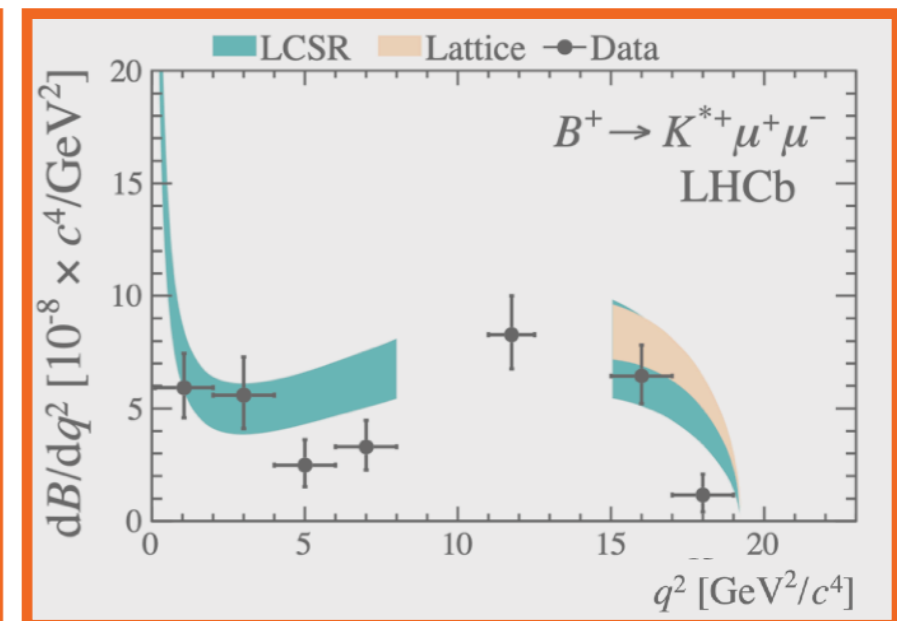 LCSR Lattice Data
dB/dq² [10⁻⁸ × c⁴/GeV²]
20
15
10
5
0
B⁺ → K*⁺μ⁺μ⁻
LHCb
0 5 10 15 20
q² [GeV²/c⁴]